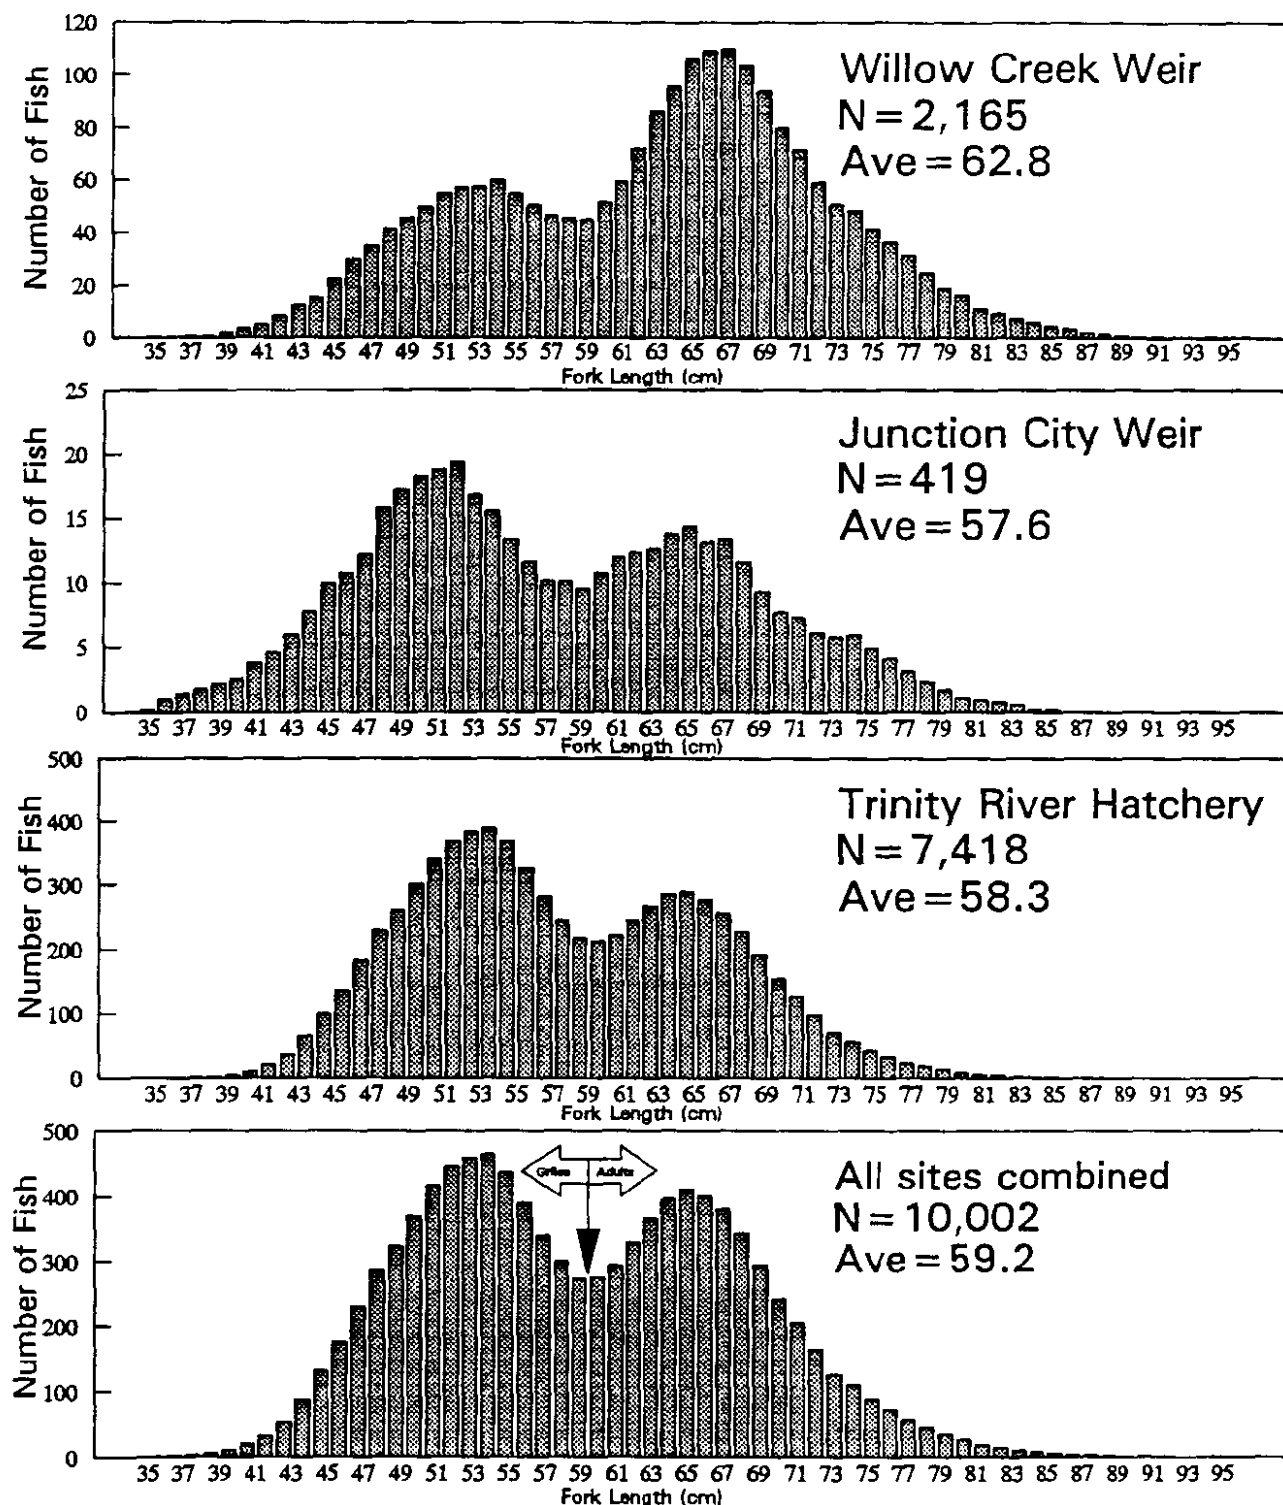 120
100
80
60
40
20
0
Number of Fish
Willow Creek Weir
N = 2,165
Ave = 62.8
35 37 39 41 43 45 47 49 51 53 55 57 59 61 63 65 67 69 71 73 75 77 79 81 83 85 87 89 91 93 95
Fork Length (cm)
25
20
15
10
5
0
Number of Fish
Junction City Weir
N = 419
Ave = 57.6
35 37 39 41 43 45 47 49 51 53 55 57 59 61 63 65 67 69 71 73 75 77 79 81 83 85 87 89 91 93 95
Fork Length (cm)
500
400
300
200
100
0
Number of Fish
Trinity River Hatchery
N = 7,418
Ave = 58.3
35 37 39 41 43 45 47 49 51 53 55 57 59 61 63 65 67 69 71 73 75 77 79 81 83 85 87 89 91 93 95
Fork Length (cm)
500
400
300
200
100
0
Number of Fish
Grilses Adults
All sites combined
N = 10,002
Ave = 59.2
35 37 39 41 43 45 47 49 51 53 55 57 59 61 63 65 67 69 71 73 75 77 79 81 83 85 87 89 91 93 95
Fork Length (cm)